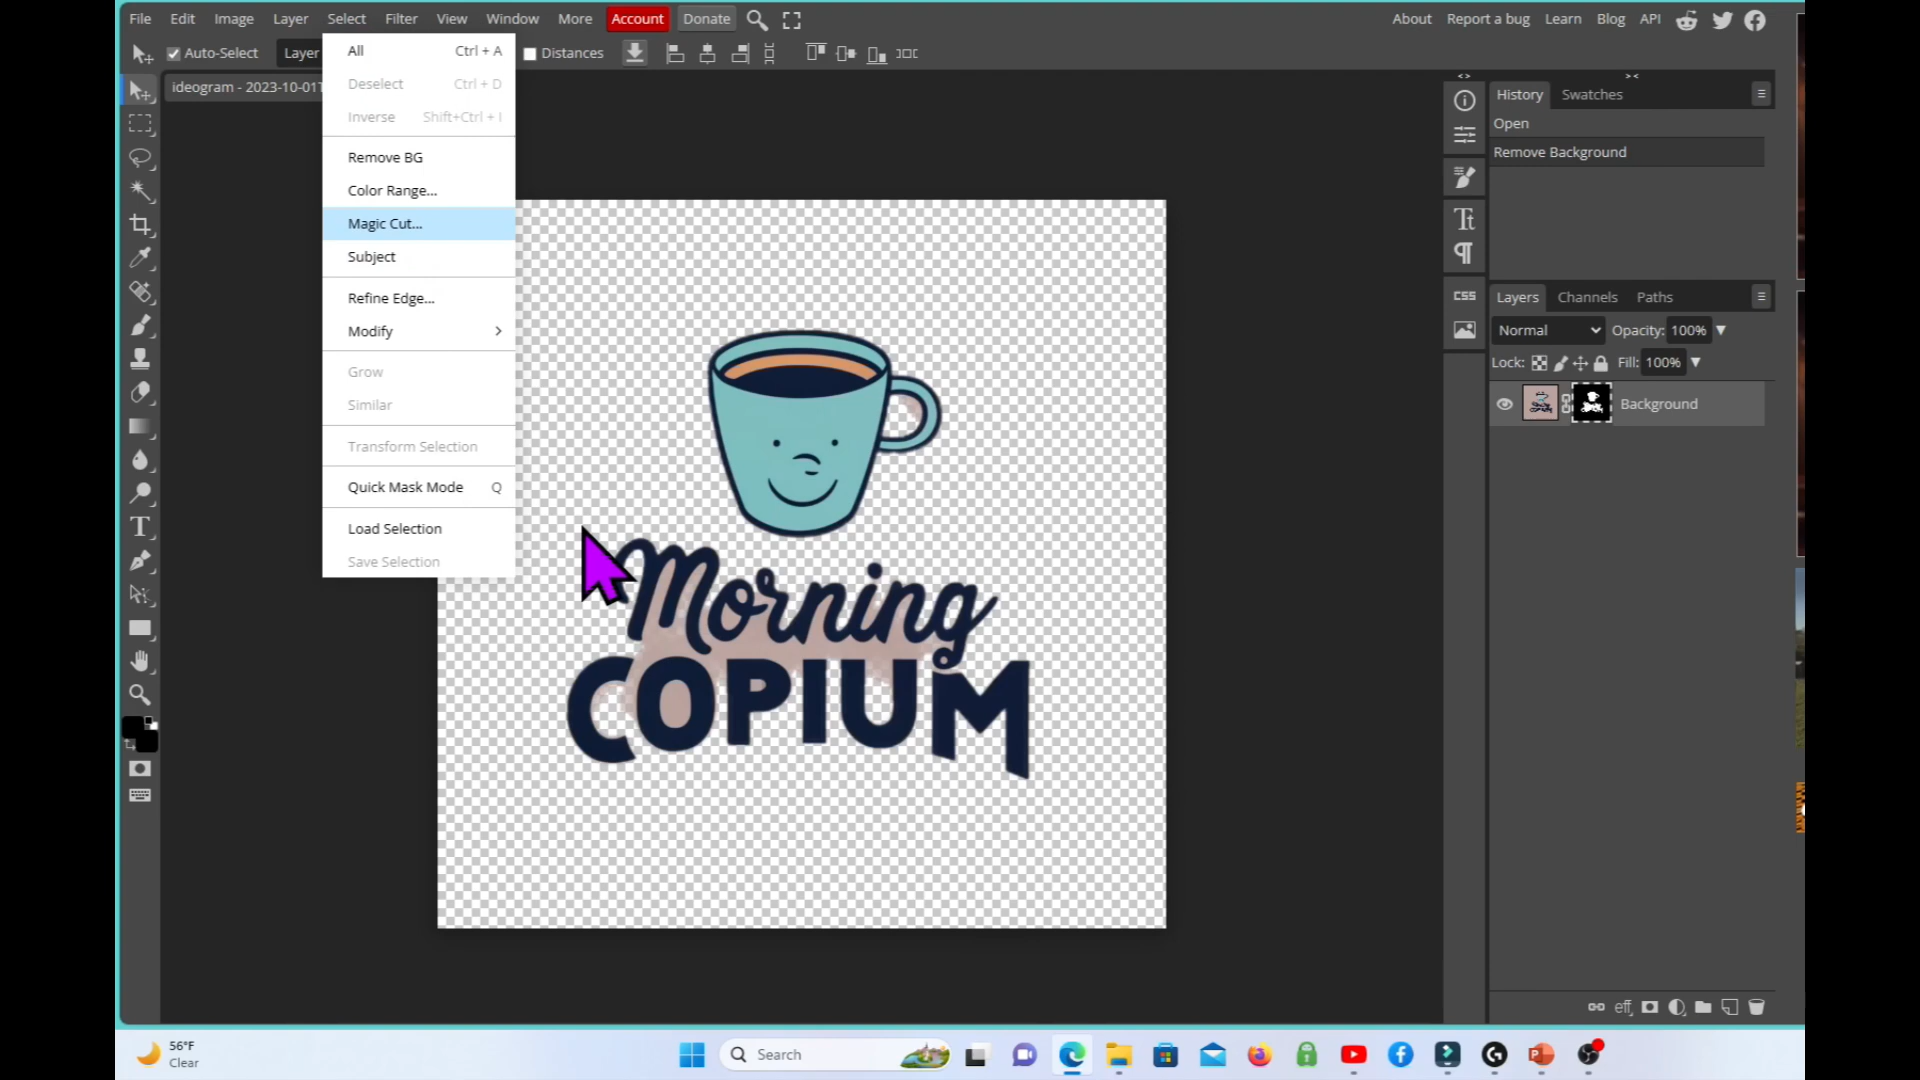 File Edit Image Layer Select Filter View Window More Account Donate
About Report a bug Learn Blog API
Auto-Select Layer Distances
ideogram - 2023-10-01T
All Ctrl + A
Deselect Ctrl + D
Inverse Shift+Ctrl + I
Remove BG
Color Range...
Magic Cut...
Subject
Refine Edge...
Modify
Grow
Similar
Transform Selection
Quick Mask Mode Q
Load Selection
Save Selection
Morning
COPIUM
History Swatches
Open
Remove Background
CSS
Layers Channels Paths
Normal Opacity: 100%
Lock: Fill: 100%
Background
eff
56°F
Clear
Search